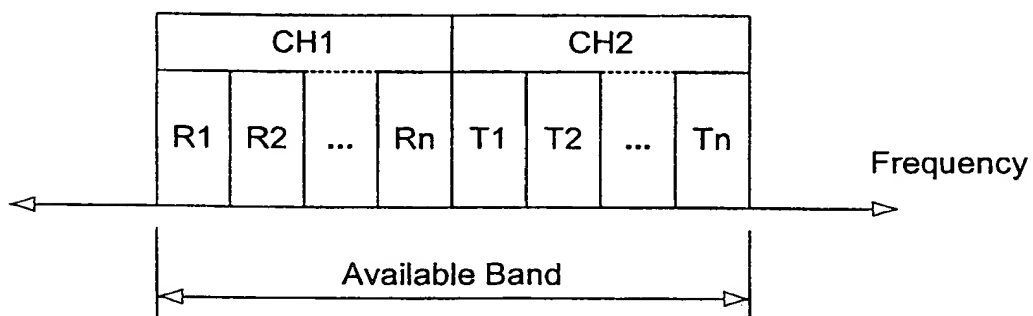 CH1 CH2
R1 R2 ... Rn T1 T2 ... Tn
Frequency
Available Band